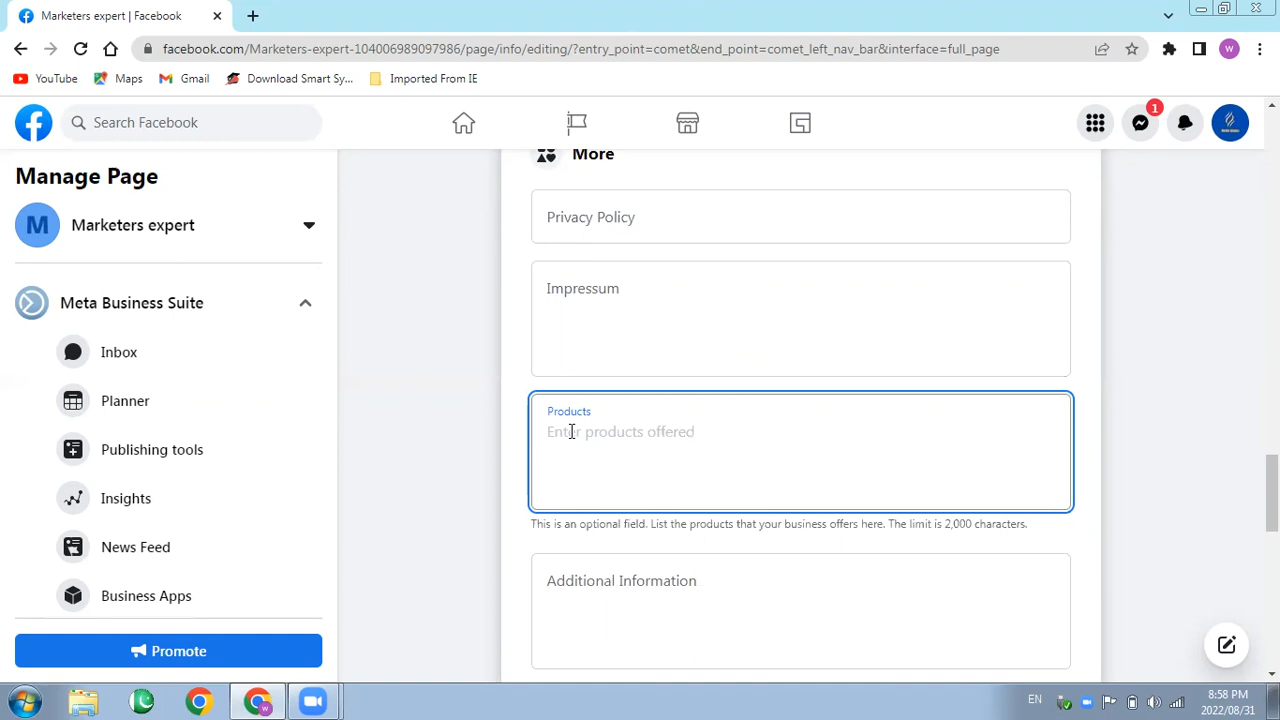 Marketers expert | Facebook
facebook.com/Marketers-expert-104006989097986/page/info/editing/?entry_point=comet&end_point=comet_left_nav_bar&interface=full_page
W
YouTube
Maps
Gmail
Download Smart Sy...
Imported From IE
Search Facebook
1
Manage Page
M
Marketers expert
Meta Business Suite
Inbox
Planner
Publishing tools
Insights
News Feed
Business Apps
Promote
More
Privacy Policy
Impressum
Products
Enter products offered
This is an optional field. List the products that your business offers here. The limit is 2,000 characters.
Additional Information
W
EN
8:58 PM
2022/08/31